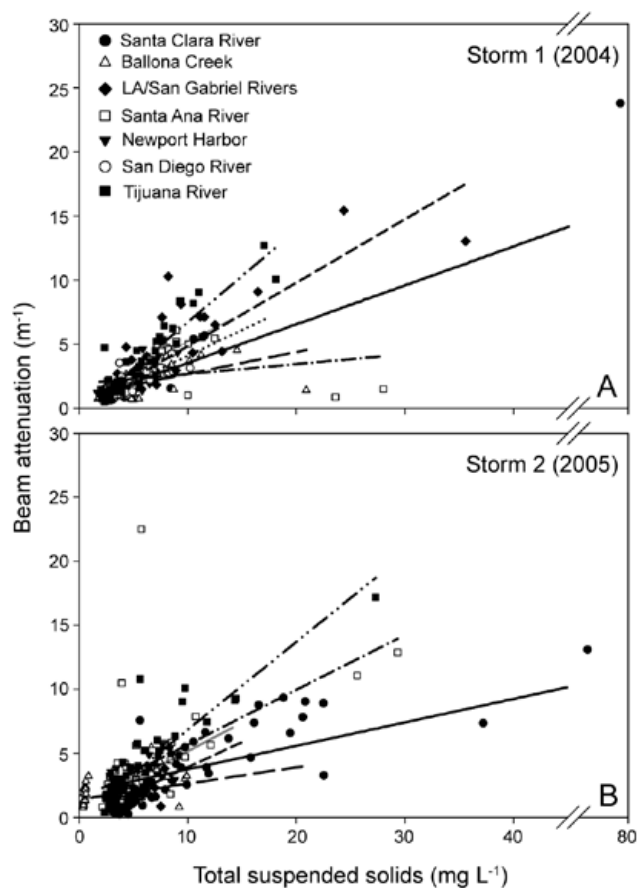 30
25
20
15
10
5
0
Santa Clara River
Ballona Creek
LA/San Gabriel Rivers
Santa Ana River
Newport Harbor
San Diego River
Tijuana River
Storm 1 (2004)
A
Beam attenuation (m⁻¹)
30
25
20
15
10
5
0
Storm 2 (2005)
B
0 10 20 30 40 80
Total suspended solids (mg L⁻¹)